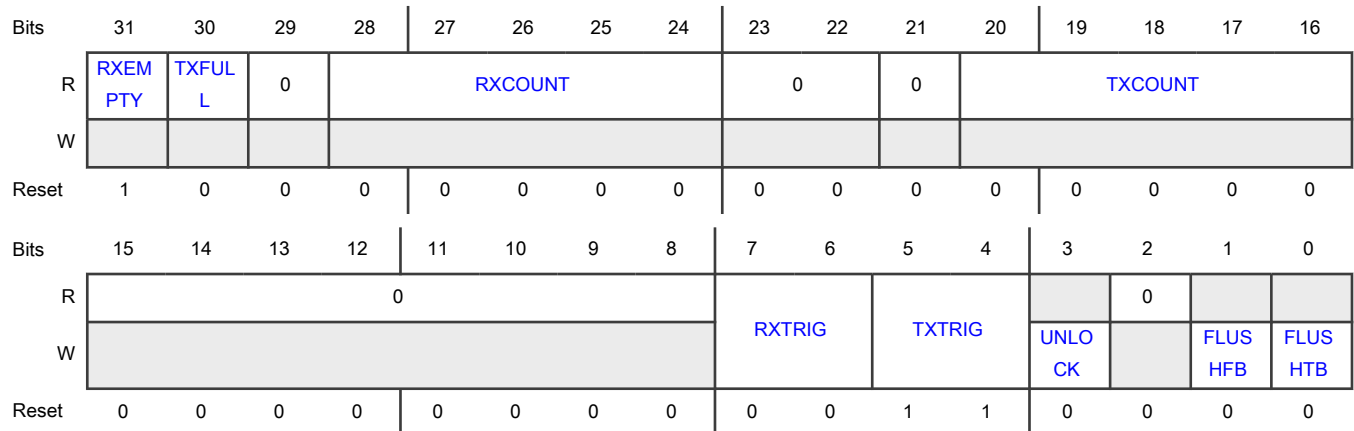 Bits 31 30 29 28 27 26 25 24 23 22 21 20 19 18 17 16
R RXEM PTY TXFUL L 0 RXCOUNT 0 0 TXCOUNT
W
Reset 1 0 0 0 0 0 0 0 0 0 0 0 0 0 0 0
Bits 15 14 13 12 11 10 9 8 7 6 5 4 3 2 1 0
R 0 RXTRIG TXTRIG 0
W UNLO CK FLUS HFB FLUS HTB
Reset 0 0 0 0 0 0 0 0 0 0 1 1 0 0 0 0